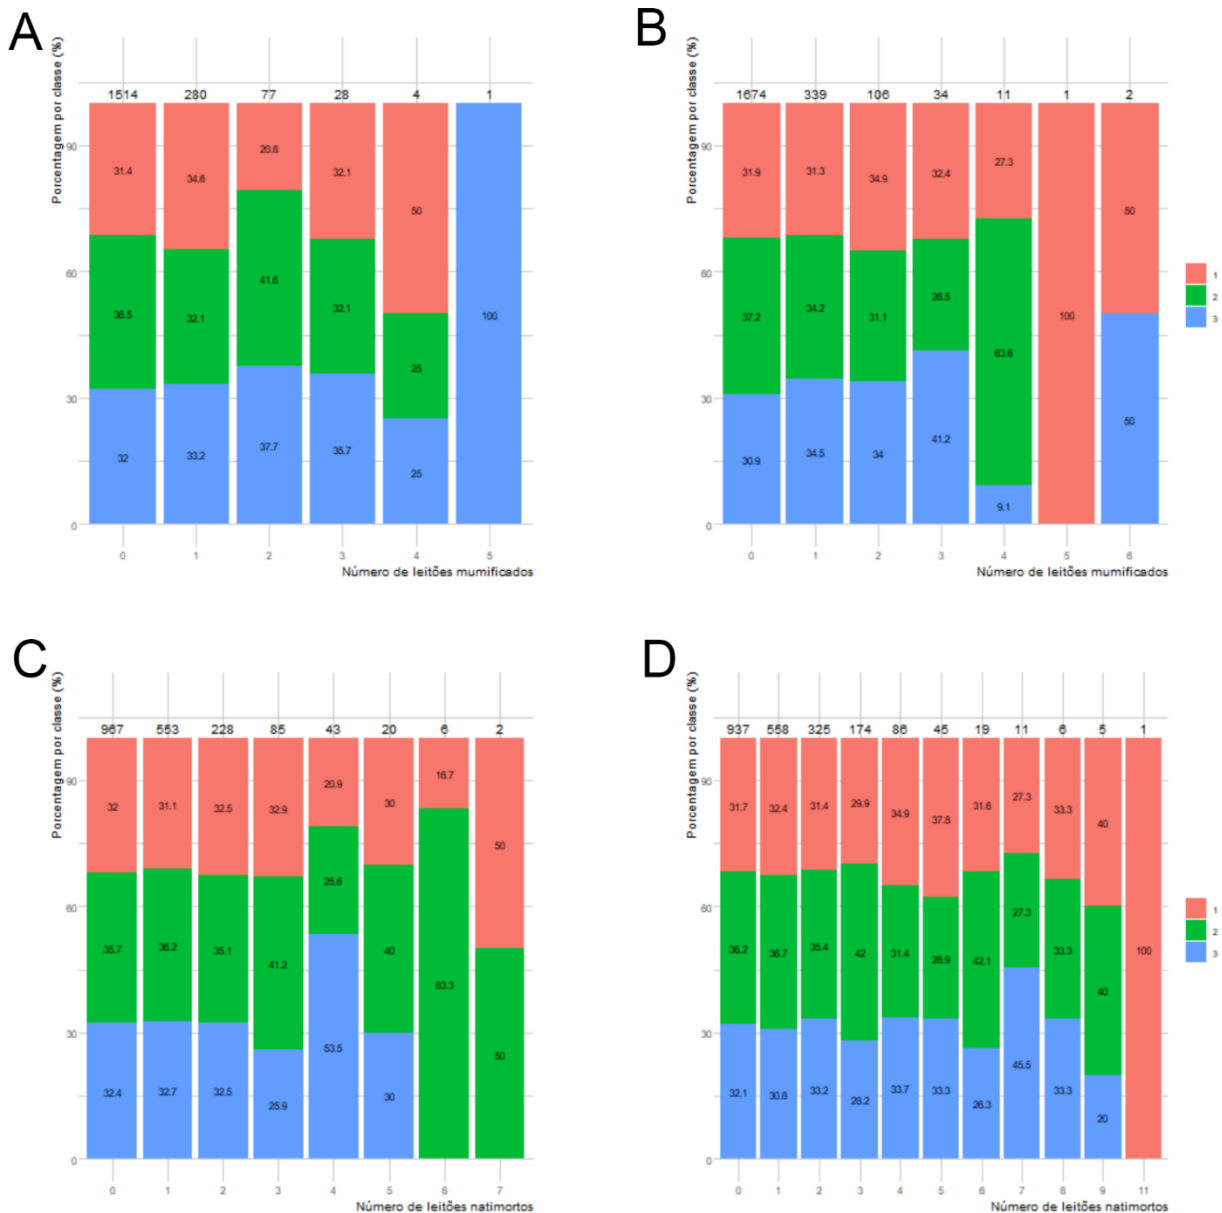 A
Porcentagem por classe (%)
1514 280 77 28 4 1
90
60
30
0
31.4 34.6 20.8 32.1 50
36.5 32.1 41.6 32.1 25 100
32 33.2 37.7 35.7 25
0 1 2 3 4 5
Número de leitões mumificados
B
Porcentagem por classe (%)
1674 339 106 34 11 1 2
90
60
30
0
31.9 31.3 34.9 32.4 27.3 100 50
37.2 34.2 31.1 26.5 63.6
30.9 34.5 34 41.2 9.1 50
0 1 2 3 4 5 6
Número de leitões mumificados
1
2
3
C
Porcentagem por classe (%)
967 553 228 85 43 20 6 2
90
60
30
0
32 31.1 32.5 32.9 20.9 30 16.7 50
35.7 36.2 35.1 41.2 25.6 40 83.3 50
32.4 32.7 32.5 25.9 53.5 30
0 1 2 3 4 5 6 7
Número de leitões natimortos
D
Porcentagem por classe (%)
937 558 325 174 86 45 19 11 6 5 1
90
60
30
0
31.7 32.4 31.4 29.9 34.9 37.8 31.6 27.3 33.3 40 100
36.2 36.7 35.4 42 31.4 28.9 42.1 27.3 33.3 40
32.1 30.8 33.2 28.2 33.7 33.3 26.3 45.5 33.3 20
0 1 2 3 4 5 6 7 8 9 11
Número de leitões natimortos
1
2
3